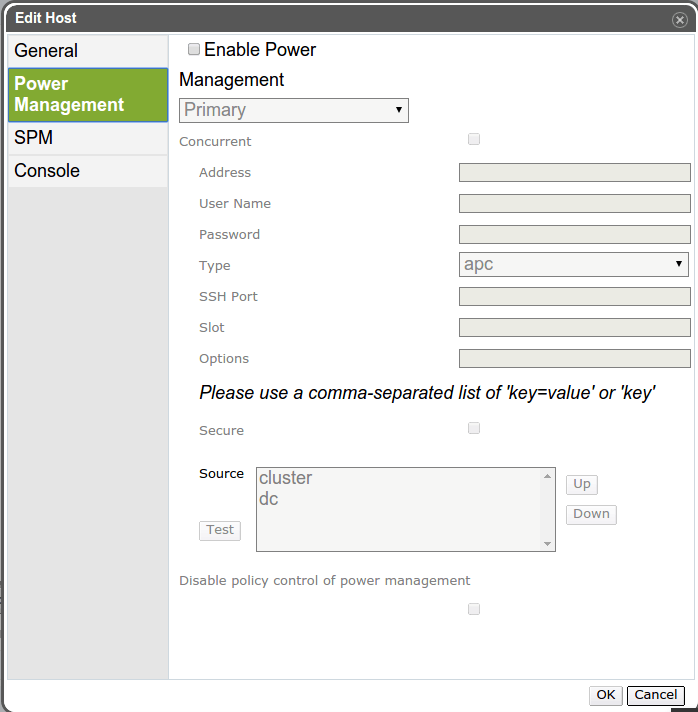 Edit Host
General
Power
Management
SPM
Console
Enable Power
Management
Primary
Concurrent
Address
User Name
Password
Type
apc
SSH Port
Slot
Options
Please use a comma-separated list of 'key=value' or 'key'
Secure
Source
cluster
dc
Up
Down
Test
Disable policy control of power management
OK
Cancel